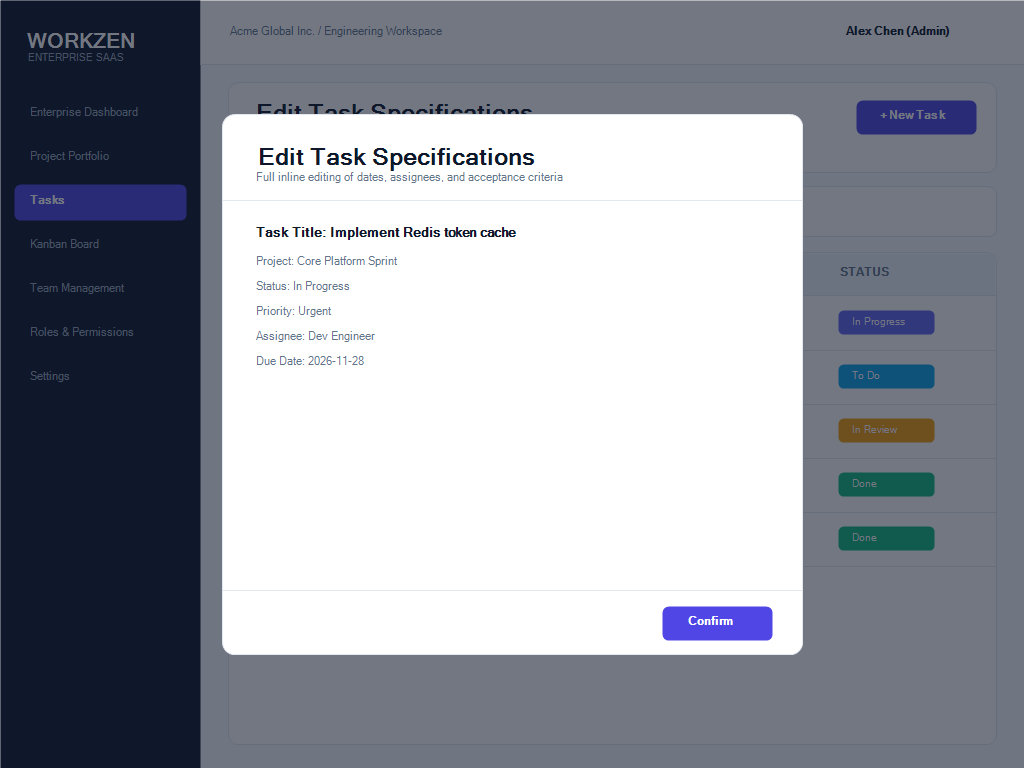 WORKZEN
ENTERPRISE SAAS
Enterprise Dashboard
Project Portfolio
Tasks
Kanban Board
Team Management
Roles & Permissions
Settings
Acme Global Inc. / Engineering Workspace
Alex Chen (Admin)
Edit Task Specifications
+ New Task
Edit Task Specifications
Full inline editing of dates, assignees, and acceptance criteria
Task Title: Implement Redis token cache
Project: Core Platform Sprint
Status: In Progress
Priority: Urgent
Assignee: Dev Engineer
Due Date: 2026-11-28
Confirm
STATUS
In Progress
To Do
In Review
Done
Done